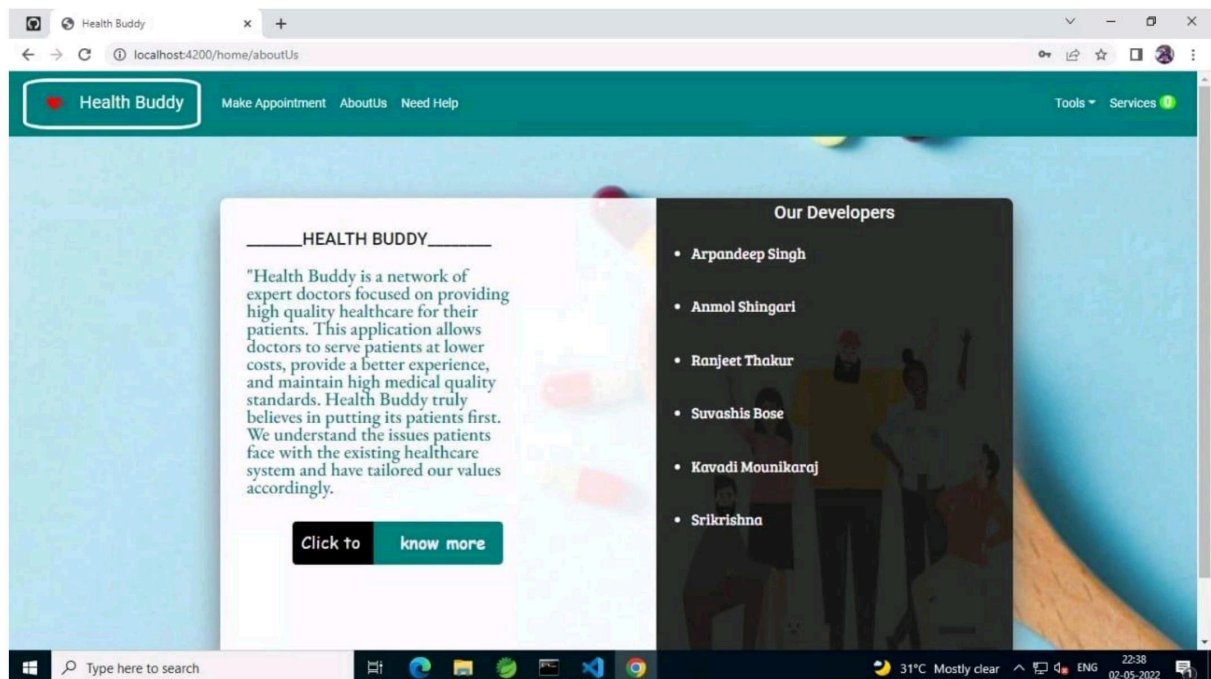 Health Buddy
localhost:4200/home/aboutUs
Health Buddy
Make Appointment AboutUs Need Help
Tools Services 0
______HEALTH BUDDY_______
"Health Buddy is a network of
expert doctors focused on providing
high quality healthcare for their
patients. This application allows
doctors to serve patients at lower
costs, provide a better experience,
and maintain high medical quality
standards. Health Buddy truly
believes in putting its patients first.
We understand the issues patients
face with the existing healthcare
system and have tailored our values
accordingly.
Click to know more
Our Developers
• Arpandeep Singh
• Anmol Shingari
• Ranjeet Thakur
• Suvashis Bose
• Kavadi Mounikaraj
• Srikrishna
Type here to search
31°C Mostly clear
ENG
22:38
02-05-2022
1